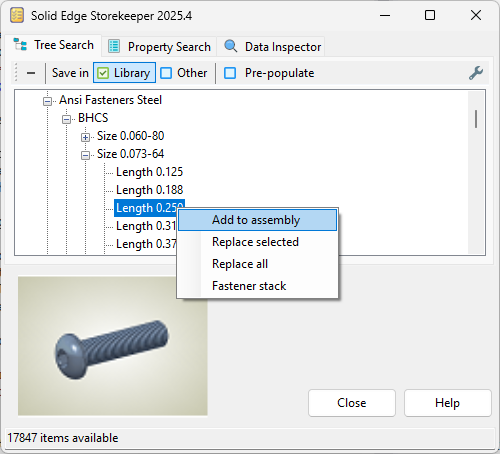 Solid Edge Storekeeper 2025.4
Tree Search
Property Search
Data Inspector
Save in
Library
Other
Pre-populate
Ansi Fasteners Steel
BHCS
Size 0.060-80
Size 0.073-64
Length 0.125
Length 0.188
Length 0.250
Length 0.31
Length 0.37
Add to assembly
Replace selected
Replace all
Fastener stack
Close
Help
17847 items available